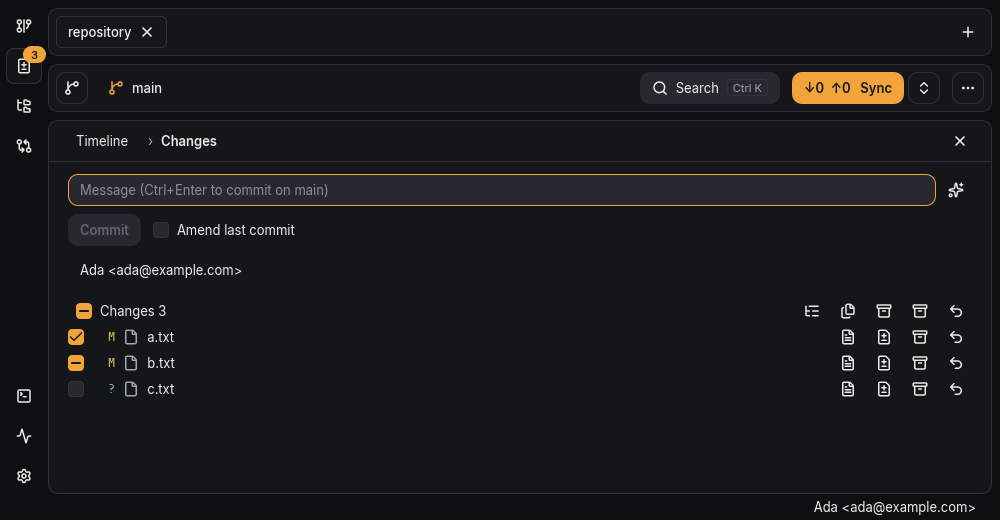 repository
3
main
Search Ctrl K
↓0 ↑0 Sync
Timeline › Changes
Message (Ctrl+Enter to commit on main)
Commit
Amend last commit
Ada <ada@example.com>
Changes 3
M a.txt
M b.txt
? c.txt
Ada <ada@example.com>